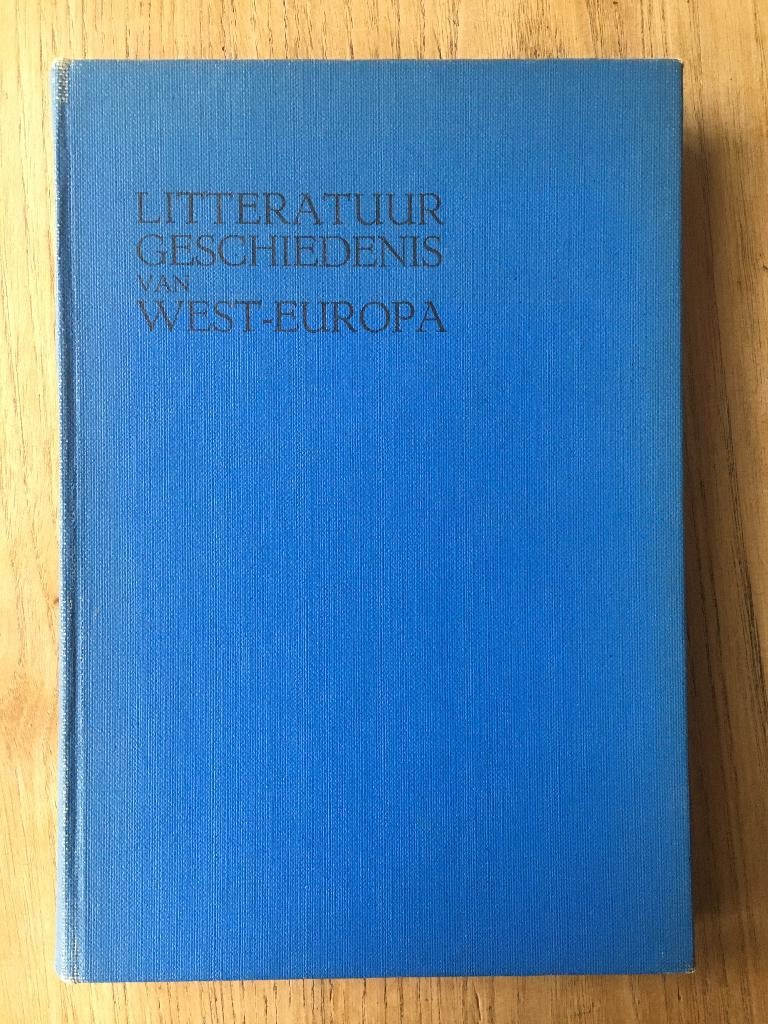 LITTERATUUR
GESCHIEDENIS
VAN
WEST-EUROPA